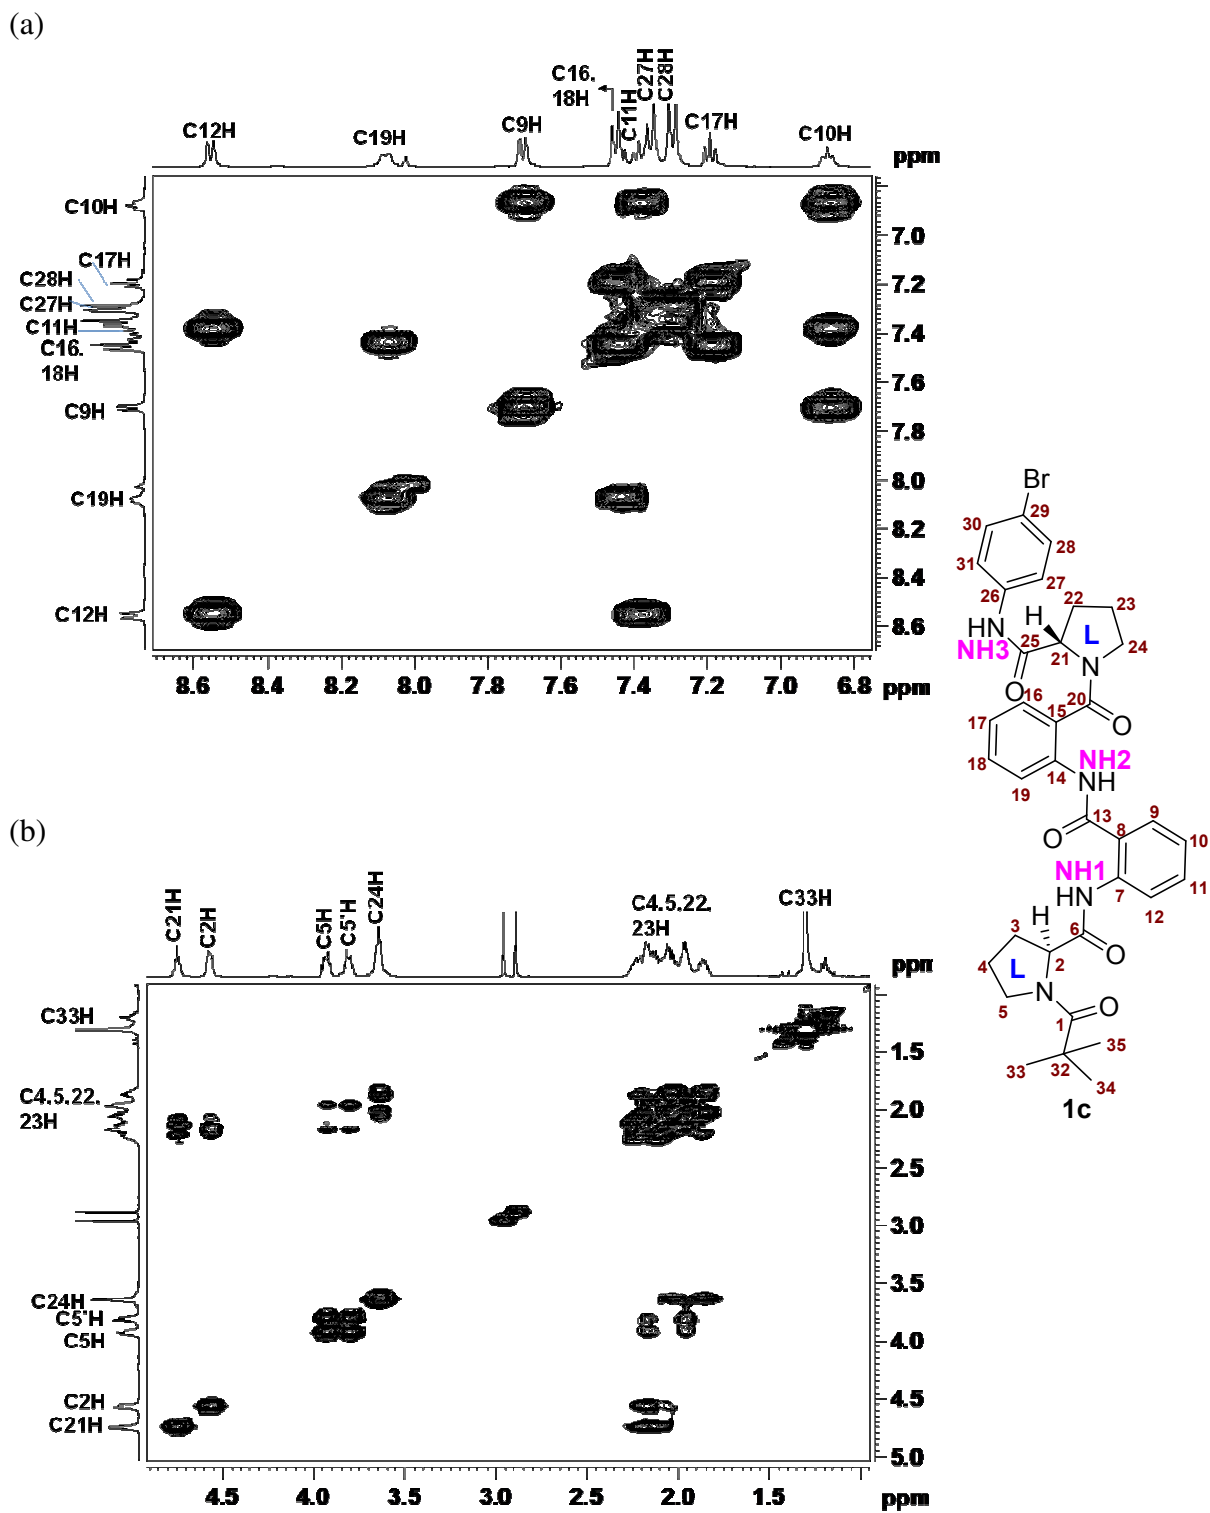 (a)
C12H
C19H
C9H
C16.
18H
C11H
C27H
C28H
C17H
C10H
ppm
C10H
C17H
C28H
C27H
C11H
C16.
18H
C9H
C19H
C12H
7.0
7.2
7.4
7.6
7.8
8.0
8.2
8.4
8.6
8.6 8.4 8.2 8.0 7.8 7.6 7.4 7.2 7.0 6.8 ppm
Br
29
30
28
31
27
26
22
23
H
HN
NH3
25
L
24
21
N
O
16
20
15
O
17
NH2
18
14
NH
19
13
9
O
8
10
NH1
7
11
HN
12
H
3
6
O
4
L
2
N
5
O
1
35
33
32
34
1c
(b)
C21H
C2H
C5H
C5'H
C24H
C4.5.22.
23H
C33H
ppm
C33H
C4.5.22.
23H
C24H
C5'H
C5H
C2H
C21H
1.5
2.0
2.5
3.0
3.5
4.0
4.5
5.0
4.5 4.0 3.5 3.0 2.5 2.0 1.5 ppm